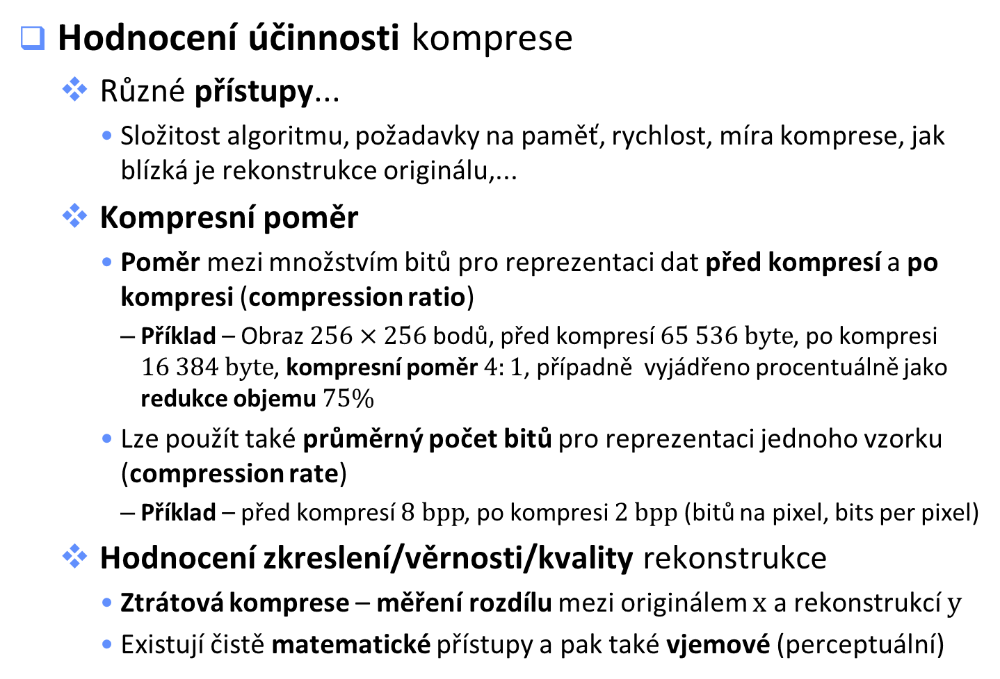 Hodnocení účinnosti komprese
Různé přístupy...
• Složitost algoritmu, požadavky na paměť, rychlost, míra komprese, jak
blízká je rekonstrukce originálu,...
Kompresní poměr
• Poměr mezi množstvím bitů pro reprezentaci dat před kompresí a po
kompresi (compression ratio)
– Příklad – Obraz 256 × 256 bodů, před kompresí 65 536 byte, po kompresi
16 384 byte, kompresní poměr 4: 1, případně  vyjádřeno procentuálně jako
redukce objemu 75%
• Lze použít také průměrný počet bitů pro reprezentaci jednoho vzorku
(compression rate)
– Příklad – před kompresí 8 bpp, po kompresi 2 bpp (bitů na pixel, bits per pixel)
Hodnocení zkreslení/věrnosti/kvality rekonstrukce
• Ztrátová komprese – měření rozdílu mezi originálem x a rekonstrukcí y
• Existují čistě matematické přístupy a pak také vjemové (perceptuální)